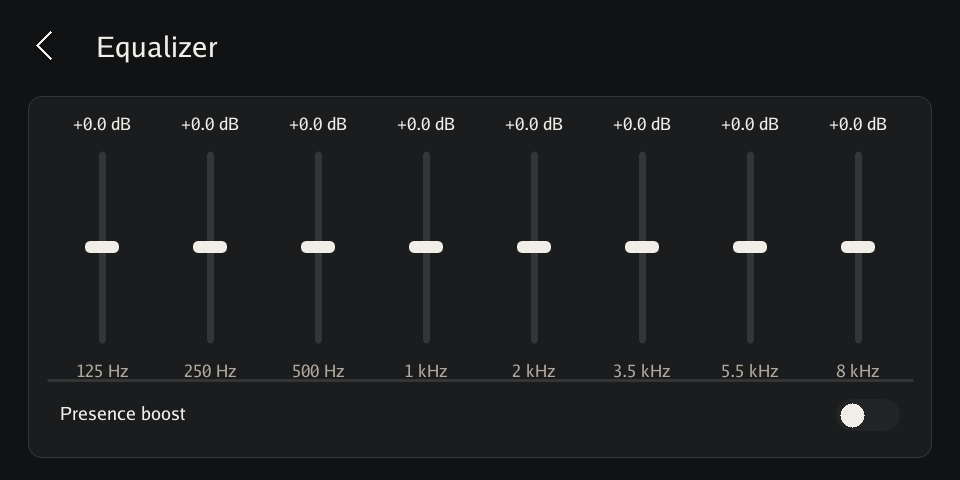 Equalizer
+0.0 dB +0.0 dB +0.0 dB +0.0 dB +0.0 dB +0.0 dB +0.0 dB +0.0 dB
125 Hz 250 Hz 500 Hz 1 kHz 2 kHz 3.5 kHz 5.5 kHz 8 kHz
Presence boost